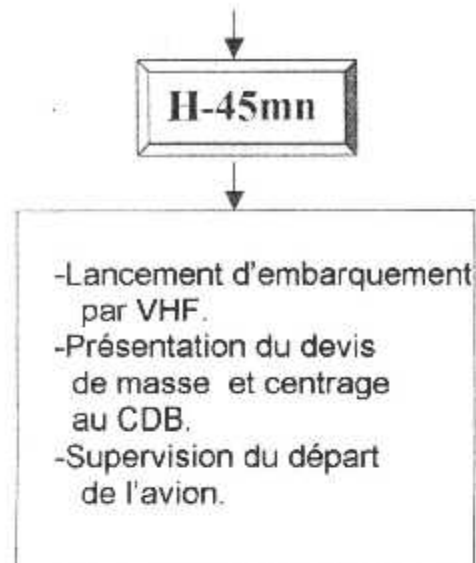 H-45mn
-Lancement d'embarquement
par VHF.
-Présentation du devis
de masse et centrage
au CDB.
-Supervision du départ
de l'avion.